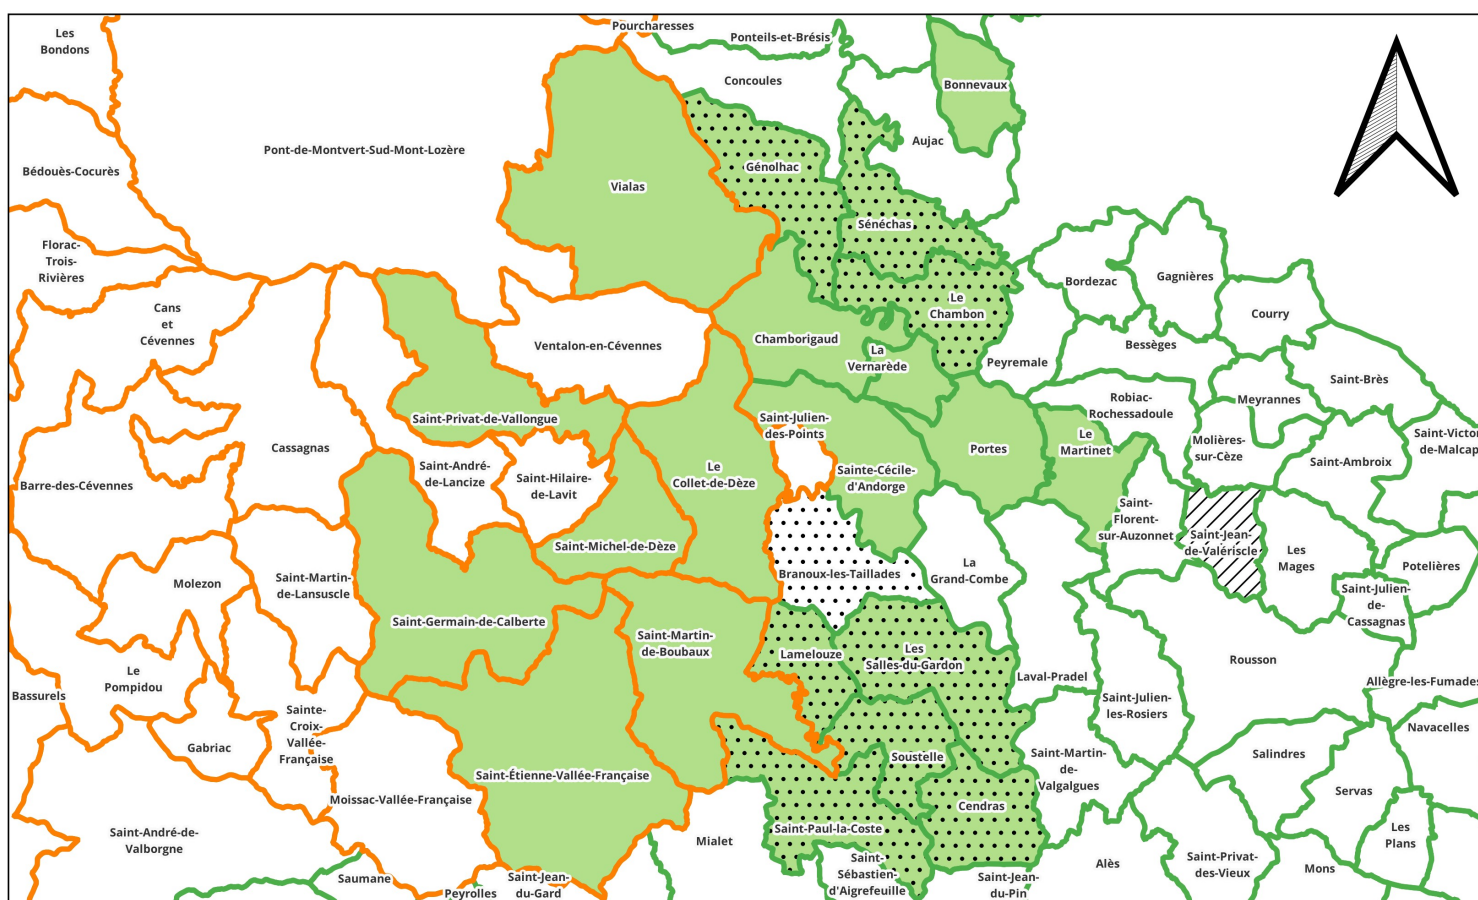 Les
Bondons
Pourcharesses
Ponteils-et-Brésis
Concoules
Bonnevaux
Aujac
Pont-de-Montvert-Sud-Mont-Lozère
Bédouès-Cocurès
Vialas
Génolhac
Sénéchas
Florac-
Trois-
Rivières
Cans
et
Cévennes
Bordezac
Gagnières
Le
Chambon
Courry
Ventalon-en-Cévennes
Chamborigaud
La
Vernarède
Peyremale
Bessèges
Saint-Brès
Robiac-
Rochessadoule
Meyrannes
Saint-Privat-de-Vallongue
Saint-Julien-
des-Points
Cassagnas
Portes
Le
Martinet
Molières-
sur-Cèze
Saint-Victo
de-Malcap
Saint-Ambroix
Barre-des-Cévennes
Saint-André-
de-Lancize
Saint-Hilaire-
de-Lavit
Le
Collet-de-Dèze
Sainte-Cécile-
d'Andorge
Saint-
Florent-
sur-Auzonnet
Saint-Jean-
de-Valériscle
Les
Mages
Saint-Michel-de-Dèze
Branoux-les-Taillades
La
Grand-Combe
Potelières
Molezon
Saint-Martin-
de-Lansuscle
Saint-Julien-
de-
Cassagnas
Saint-Germain-de-Calberte
Saint-Martin-
de-Boubaux
Lamelouze
Les
Salles-du-Gardon
Rousson
Le
Pompidou
Bassurels
Laval-Pradel
Allègre-les-Fumades
Saint-Julien-
les-Rosiers
Sainte-
Croix-
Vallée-
Française
Navacelles
Gabriac
Soustelle
Saint-Martin-
de-
Valgalgues
Salindres
Saint-Étienne-Vallée-Française
Moissac-Vallée-Française
Cendras
Servas
Saint-André-de-
Valborgne
Mialet
Saint-Paul-la-Coste
Les
Plans
Saint-
Sébastien-
d'Aigrefeuille
Alès
Saint-Privat-
des-Vieux
Mons
Saumane
Peyrolles
Saint-Jean-
du-Gard
Saint-Jean-
du-Pin